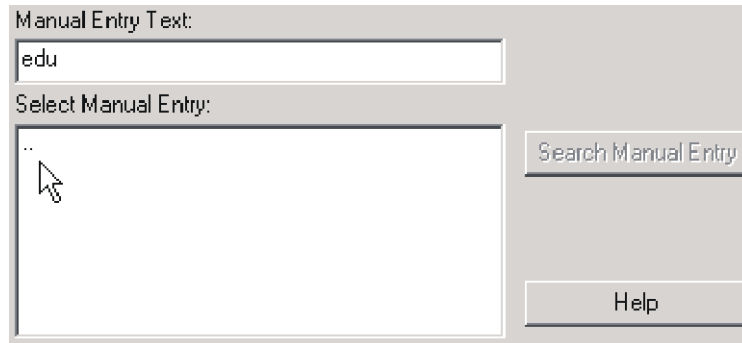 Manual Entry Text:
edu
Select Manual Entry:
..
Search Manual Entry
Help